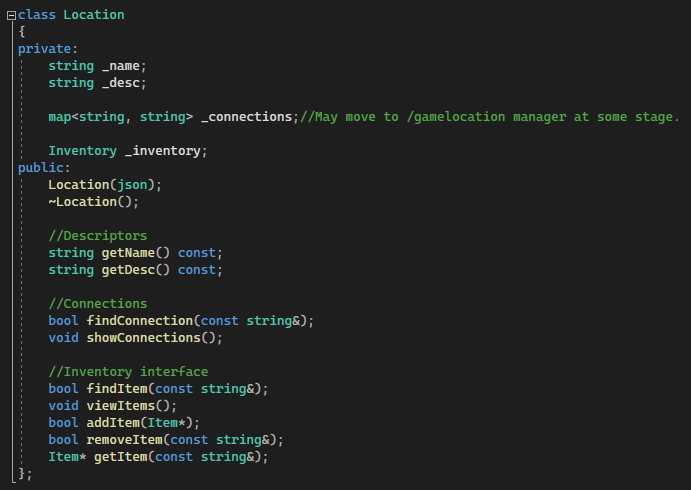 class Location
{
private:
    string _name;
    string _desc;

    map<string, string> _connections;//May move to /gamelocation manager at some stage.

    Inventory _inventory;
public:
    Location(json);
    ~Location();

    //Descriptors
    string getName() const;
    string getDesc() const;

    //Connections
    bool findConnection(const string&);
    void showConnections();

    //Inventory interface
    bool findItem(const string&);
    void viewItems();
    bool addItem(Item*);
    bool removeItem(const string&);
    Item* getItem(const string&);
};